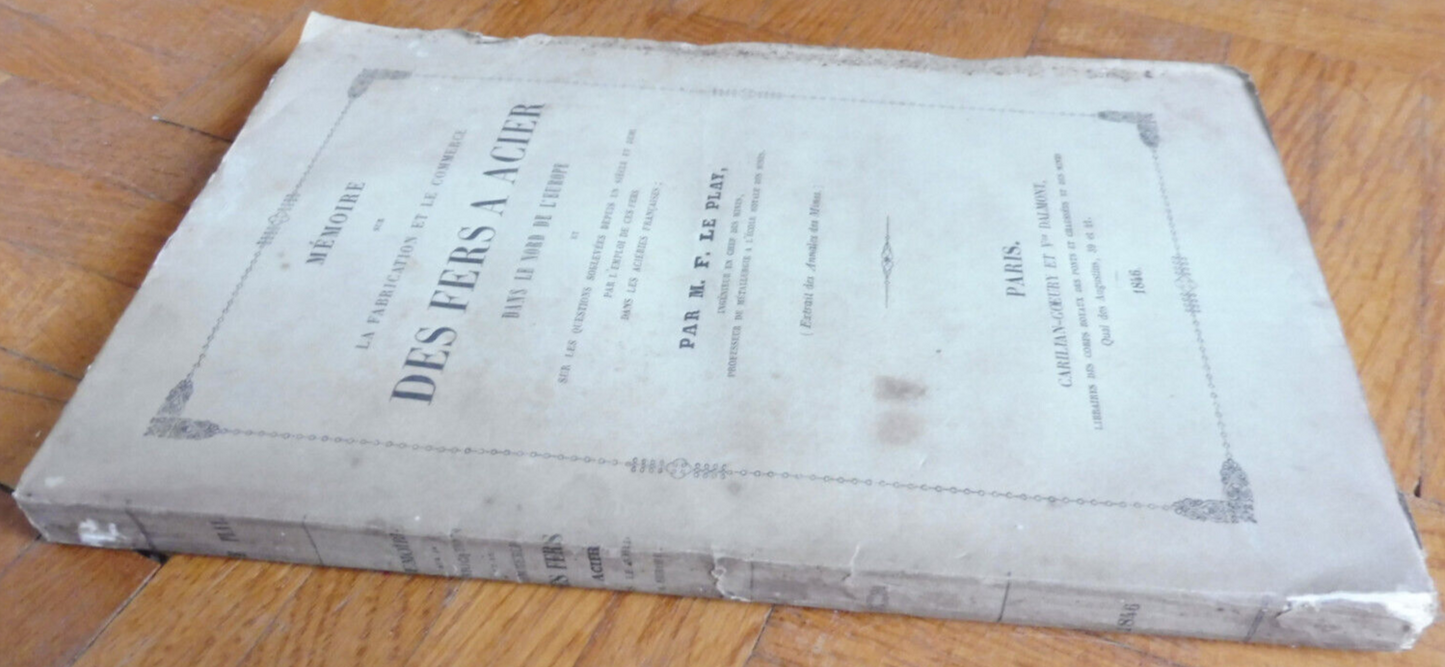 MÉMOIRE
SUR
LA FABRICATION ET LE COMMERCE
DES FERS A ACIER
DANS LE NORD DE L'EUROPE
ET
SUR LES QUESTIONS SOULEVÉES DEPUIS UN SIÈCLE ET DEMI
PAR L'EMPLOI DE CES FERS
DANS LES ACIÉRIES FRANÇAISES;
PAR M. F. LE PLAY,
INGÉNIEUR EN CHEF DES MINES,
PROFESSEUR DE MÉTALLURGIE A L'ÉCOLE ROYALE DES MINES.
(Extrait des Annales des Mines.)
PARIS.
CARILIAN-GŒURY ET Vor DALMONT,
LIBRAIRES DES CORPS ROYAUX DES PONTS ET CHAUSSÉES ET DES MINES
Quai des Augustins, 39 et 41.
1846.
PLAY
MÉMOIRE
FERS
ACIER
1846